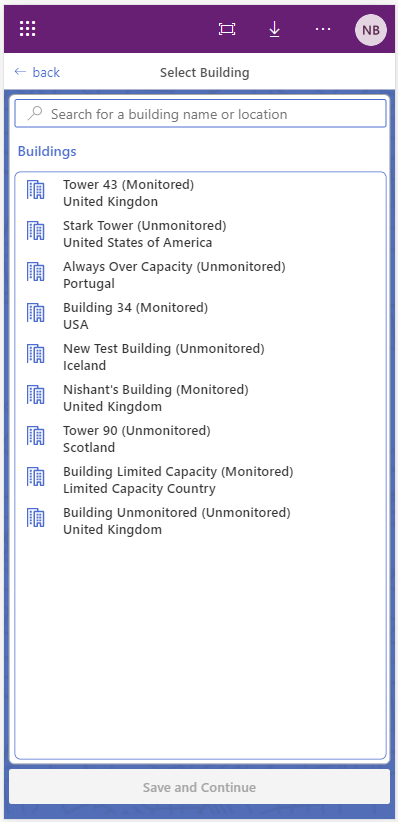 NB
back
Select Building
Search for a building name or location
Buildings
Tower 43 (Monitored)
United Kingdon
Stark Tower (Unmonitored)
United States of America
Always Over Capacity (Unmonitored)
Portugal
Building 34 (Monitored)
USA
New Test Building (Unmonitored)
Iceland
Nishant's Building (Monitored)
United Kingdom
Tower 90 (Unmonitored)
Scotland
Building Limited Capacity (Monitored)
Limited Capacity Country
Building Unmonitored (Unmonitored)
United Kingdom
Save and Continue